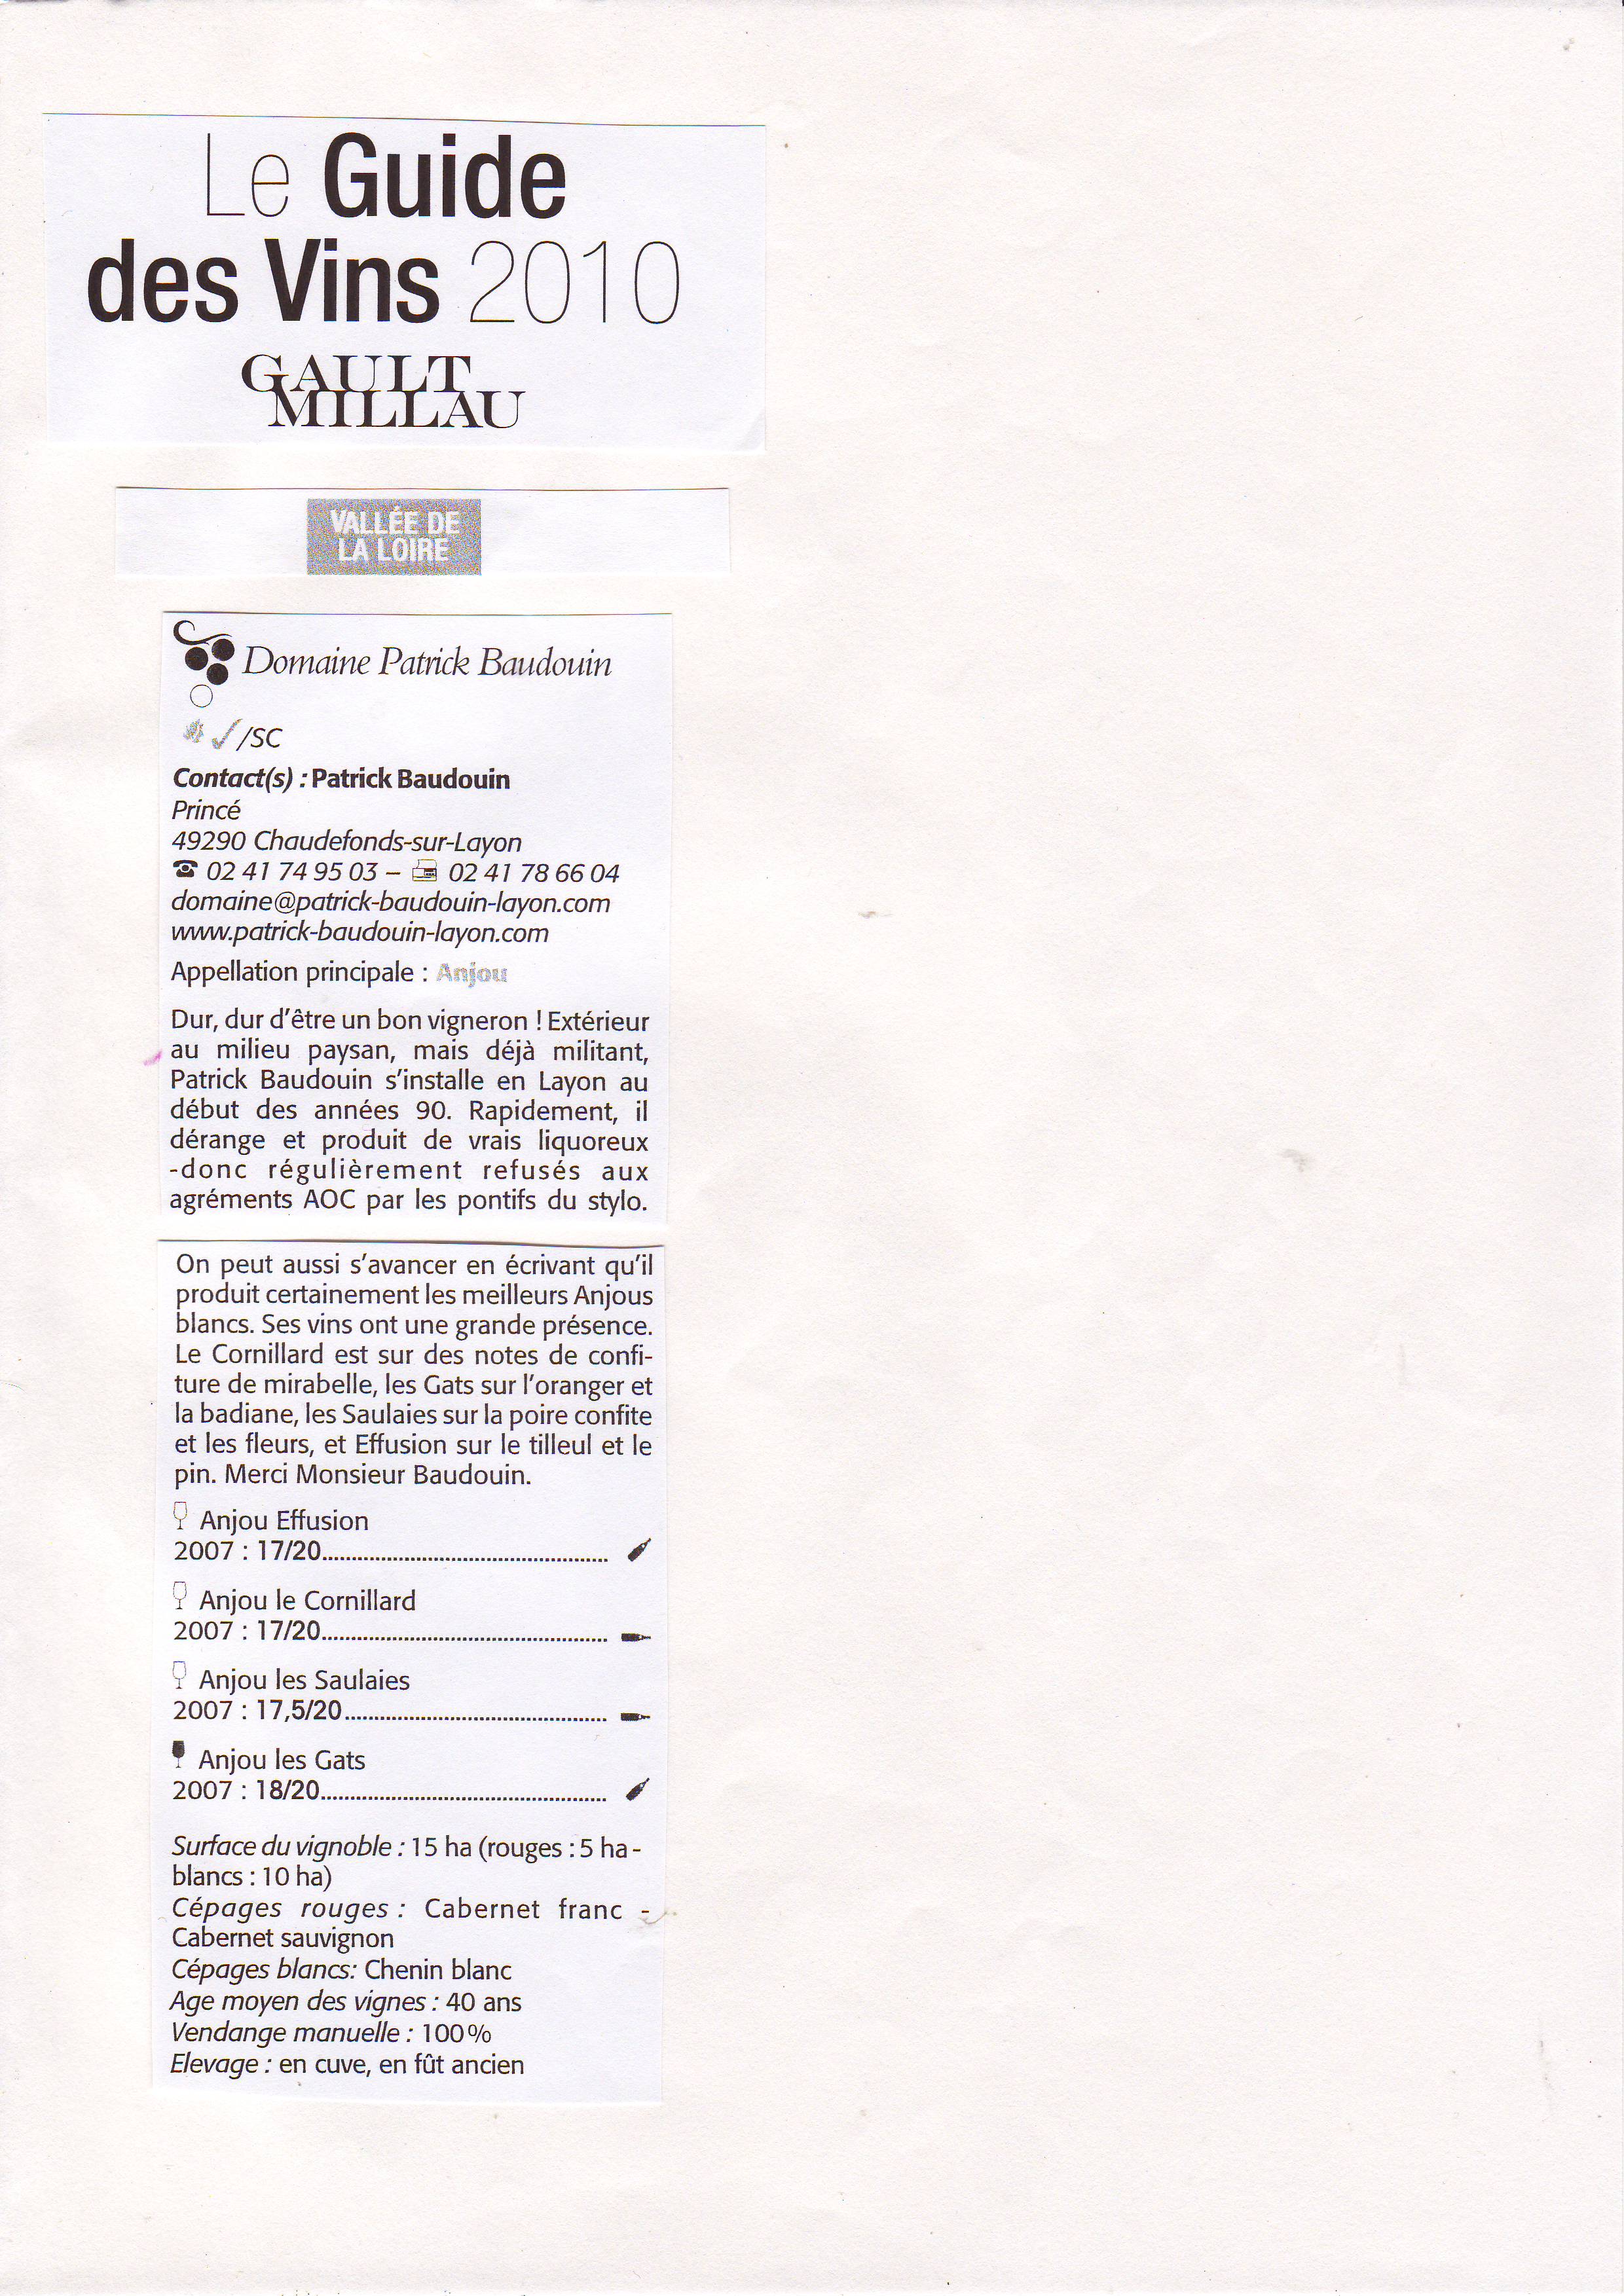 Le Guide
des Vins 2010
GAULT
MILLAU
VALLÉE DE
LA LOIRE
Domaine Patrick Baudouin
/SC
Contact(s) : Patrick Baudouin
Princé
49290 Chaudefonds-sur-Layon
02 41 74 95 03 – 02 41 78 66 04
domaine@patrick-baudouin-layon.com
www.patrick-baudouin-layon.com
Appellation principale : Anjou
Dur, dur d'être un bon vigneron ! Extérieur
au milieu paysan, mais déjà militant,
Patrick Baudouin s'installe en Layon au
début des années 90. Rapidement, il
dérange et produit de vrais liquoreux
-donc régulièrement refusés aux
agréments AOC par les pontifs du stylo.
On peut aussi s'avancer en écrivant qu'il
produit certainement les meilleurs Anjous
blancs. Ses vins ont une grande présence.
Le Cornillard est sur des notes de confi-
ture de mirabelle, les Gats sur l'oranger et
la badiane, les Saulaies sur la poire confite
et les fleurs, et Effusion sur le tilleul et le
pin. Merci Monsieur Baudouin.
Anjou Effusion
2007 : 17/20................................................
Anjou le Cornillard
2007 : 17/20................................................
Anjou les Saulaies
2007 : 17,5/20............................................
Anjou les Gats
2007 : 18/20................................................
Surface du vignoble : 15 ha (rouges : 5 ha -
blancs : 10 ha)
Cépages rouges : Cabernet franc -
Cabernet sauvignon
Cépages blancs: Chenin blanc
Age moyen des vignes : 40 ans
Vendange manuelle : 100%
Elevage : en cuve, en fût ancien